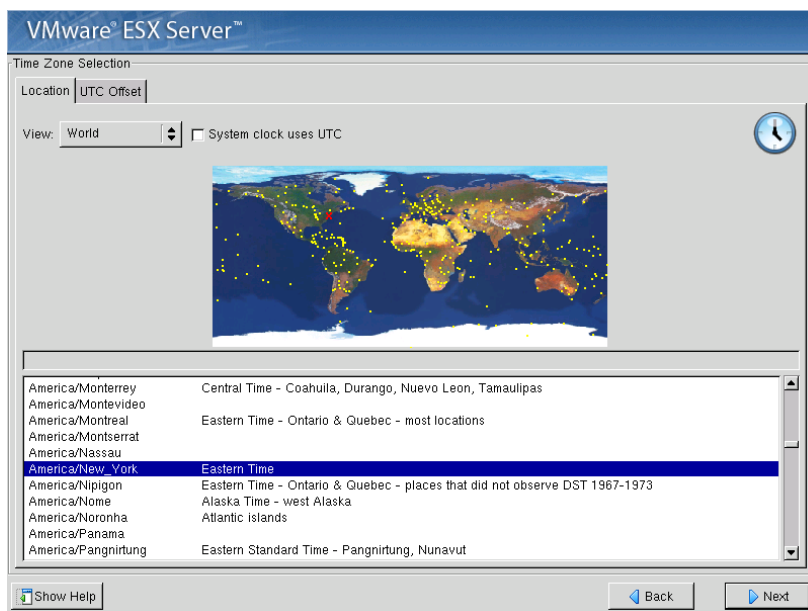 VMware® ESX Server™
Time Zone Selection
Location UTC Offset
View: World System clock uses UTC
America/Monterrey Central Time - Coahuila, Durango, Nuevo Leon, Tamaulipas
America/Montevideo
America/Montreal Eastern Time - Ontario & Quebec - most locations
America/Montserrat
America/Nassau
America/New_York Eastern Time
America/Nipigon Eastern Time - Ontario & Quebec - places that did not observe DST 1967-1973
America/Nome Alaska Time - west Alaska
America/Noronha Atlantic islands
America/Panama
America/Pangnirtung Eastern Standard Time - Pangnirtung, Nunavut
Show Help Back Next